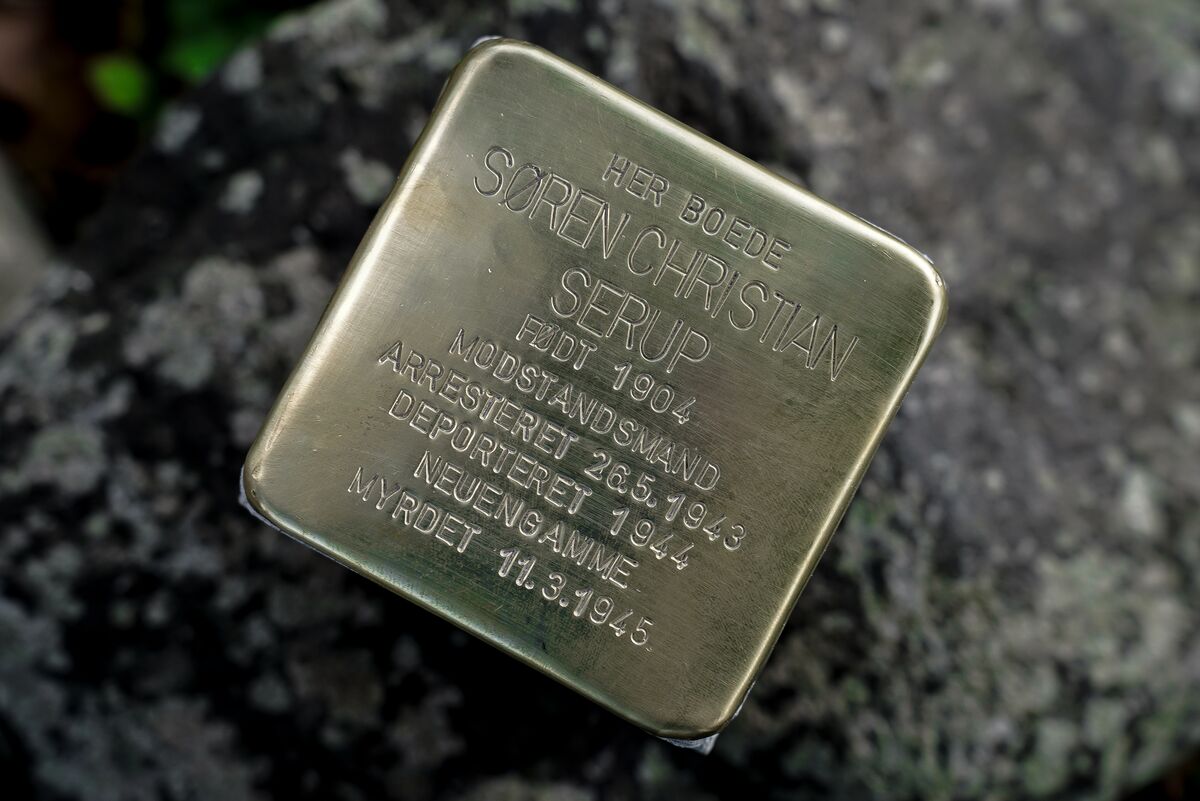 HER BOEDE
SØREN CHRISTIAN
SERUP
FØDT 1904
MODSTANDSMAND
ARRESTERET 26.5.1943
DEPORTERET 1944
NEUENGAMME
MYRDET 11.3.1945